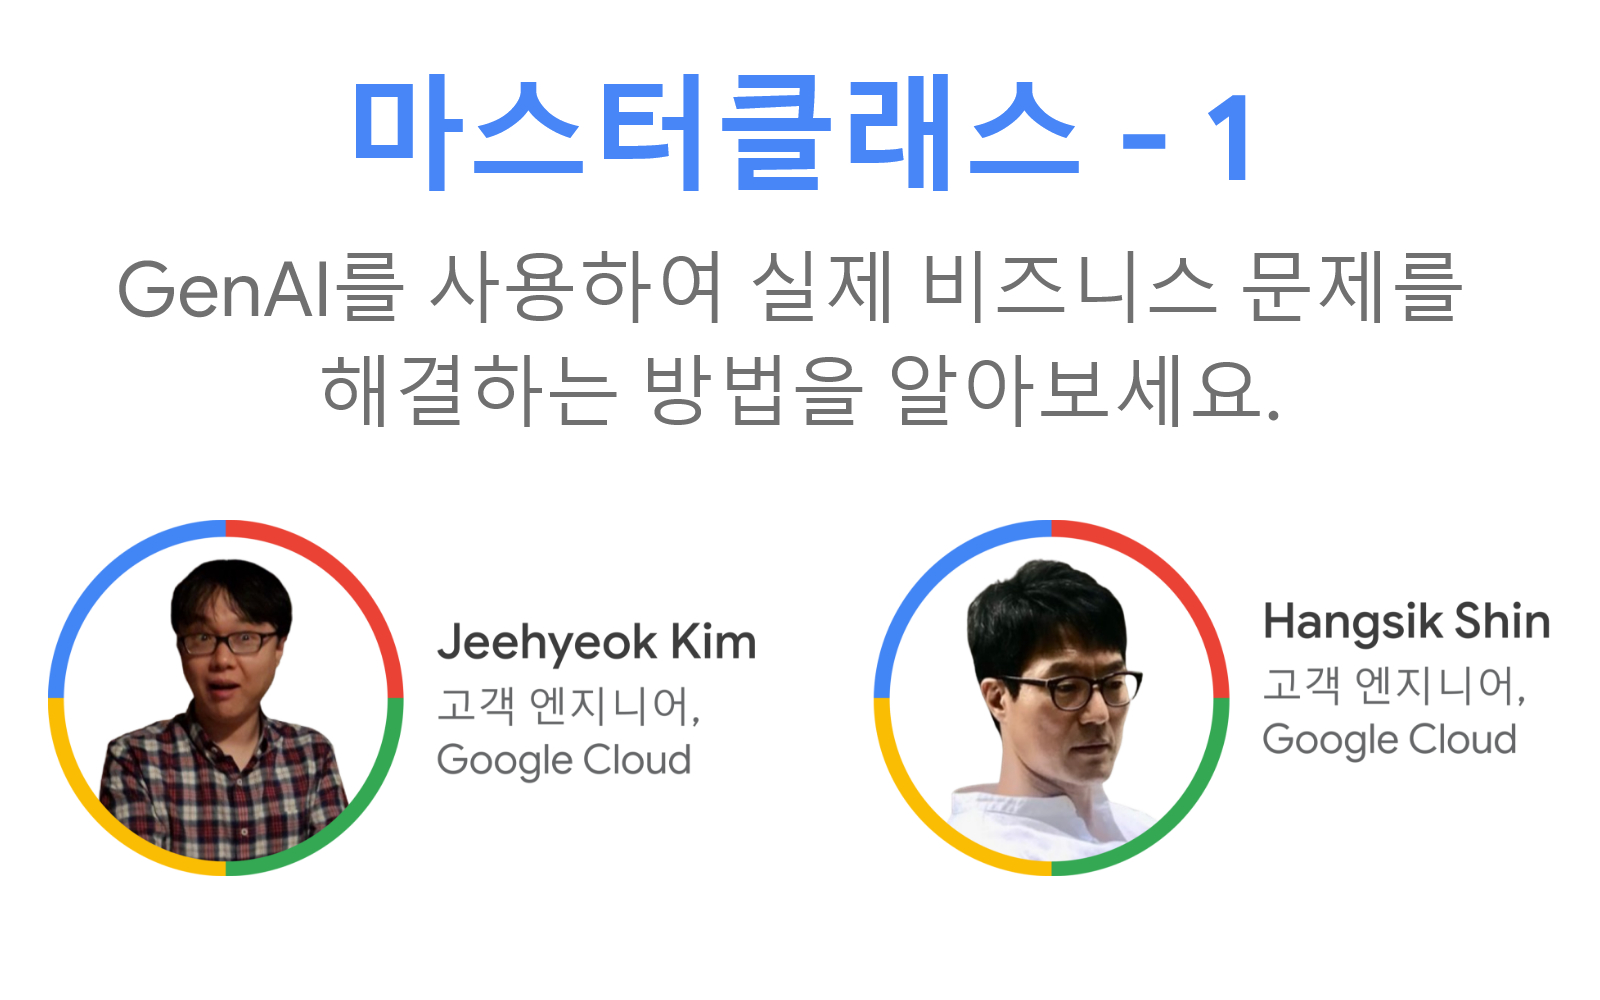 마스터클래스 - 1
GenAI를 사용하여 실제 비즈니스 문제를
해결하는 방법을 알아보세요.
Jeehyeok Kim
고객 엔지니어,
Google Cloud
Hangsik Shin
고객 엔지니어,
Google Cloud